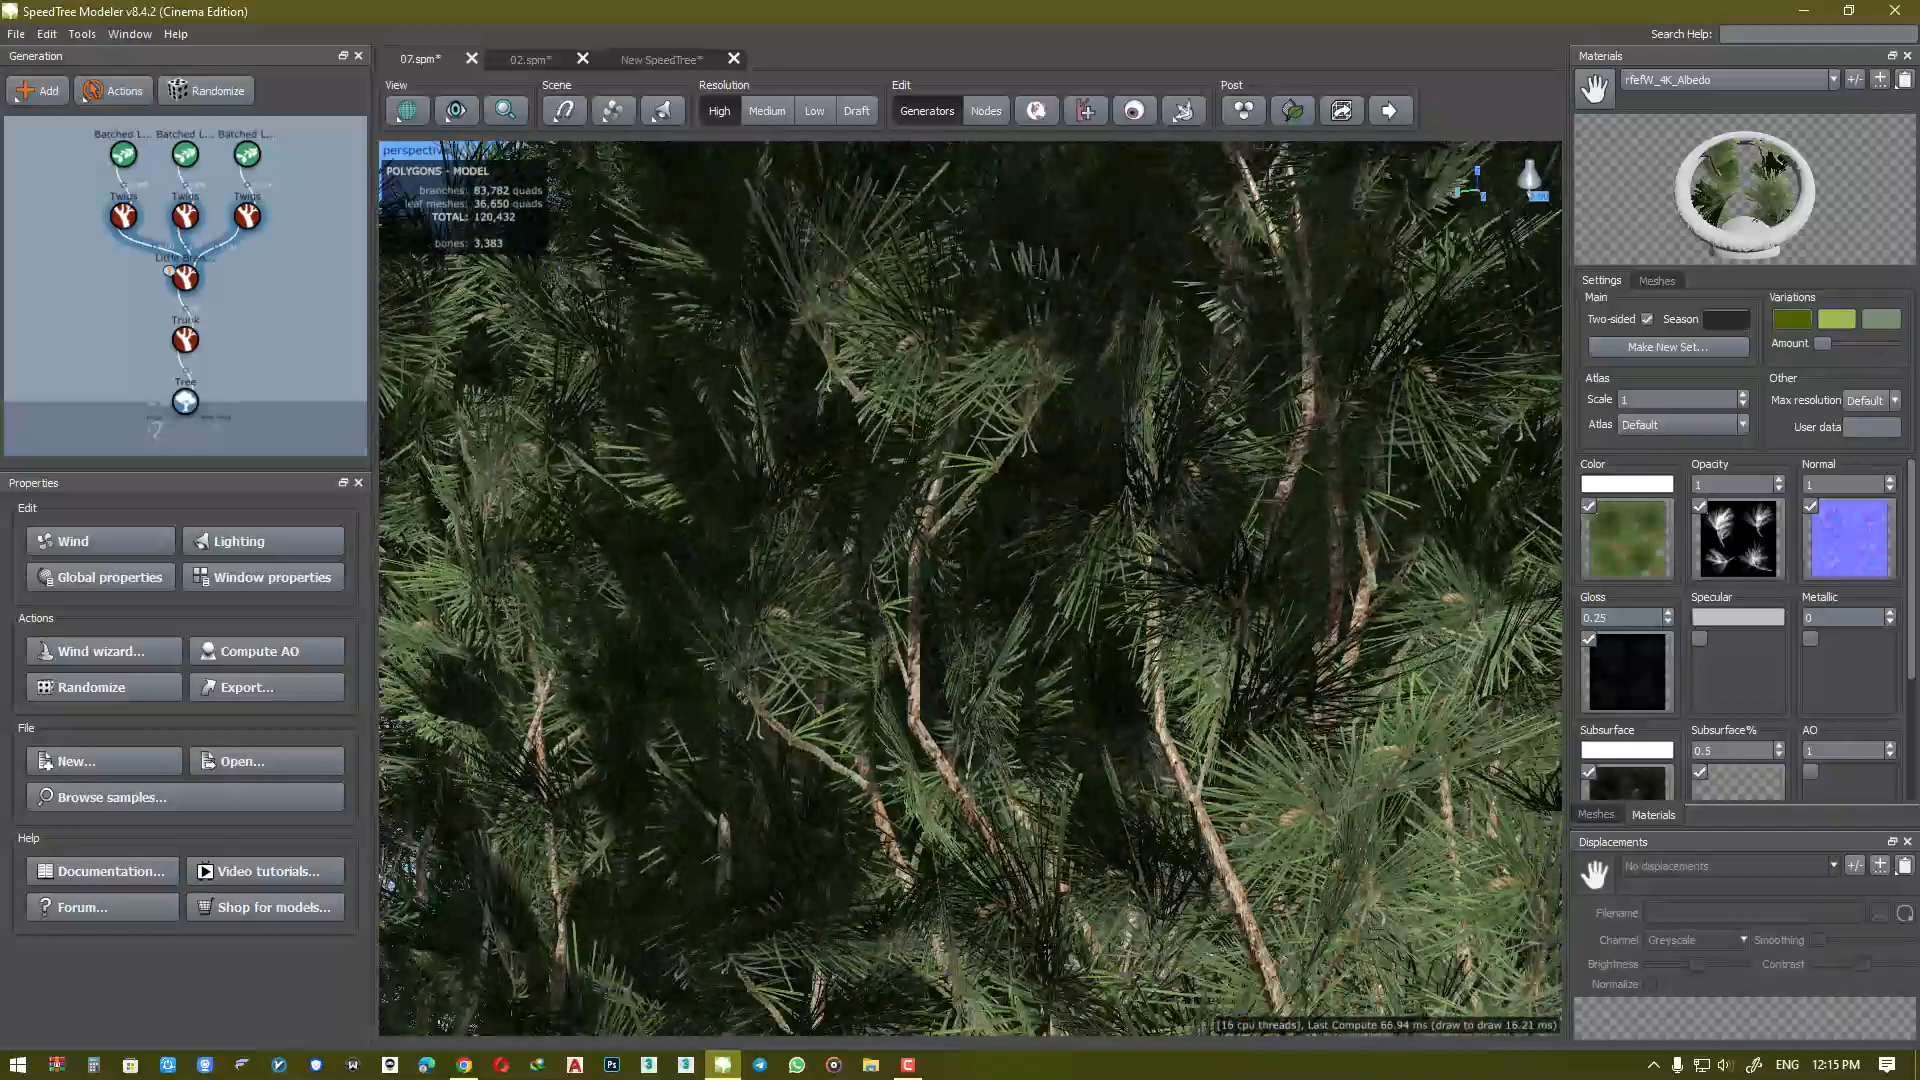 SpeedTree Modeler v8.4.2 (Cinema Edition)
File Edit Tools Window Help
Search Help:
Generation
Add Actions Randomize
Batched L... Batched L... Batched L...
Twigs Twigs Twigs
Little Bran...
Trunk
Tree
Properties
Edit
Wind Lighting
Global properties Window properties
Actions
Wind wizard... Compute AO
Randomize Export...
File
New... Open...
Browse samples...
Help
Documentation... Video tutorials...
Forum... Shop for models...
07.spm* 02.spm* New SpeedTree*
View Scene Resolution Edit Post
High Medium Low Draft Generators Nodes
perspective
POLYGONS - MODEL
branches: 83,782 quads
leaf meshes: 36,650 quads
TOTAL: 120,432
bones: 3,383
[16 cpu threads], Last Compute 66.94 ms (draw to draw 16.21 ms)
Materials
rfefW_4K_Albedo +/-
Settings Meshes
Main Variations
Two-sided Season
Make New Set... Amount
Atlas Other
Scale 1 Max resolution Default
Atlas Default User data
Color Opacity Normal
1 1
Gloss Specular Metallic
0.25 0
Subsurface Subsurface% AO
0.5 1
Meshes Materials
Displacements
No displacements +/-
Filename ...
Channel Greyscale Smoothing
Brightness Contrast
Normalize
ENG 12:15 PM